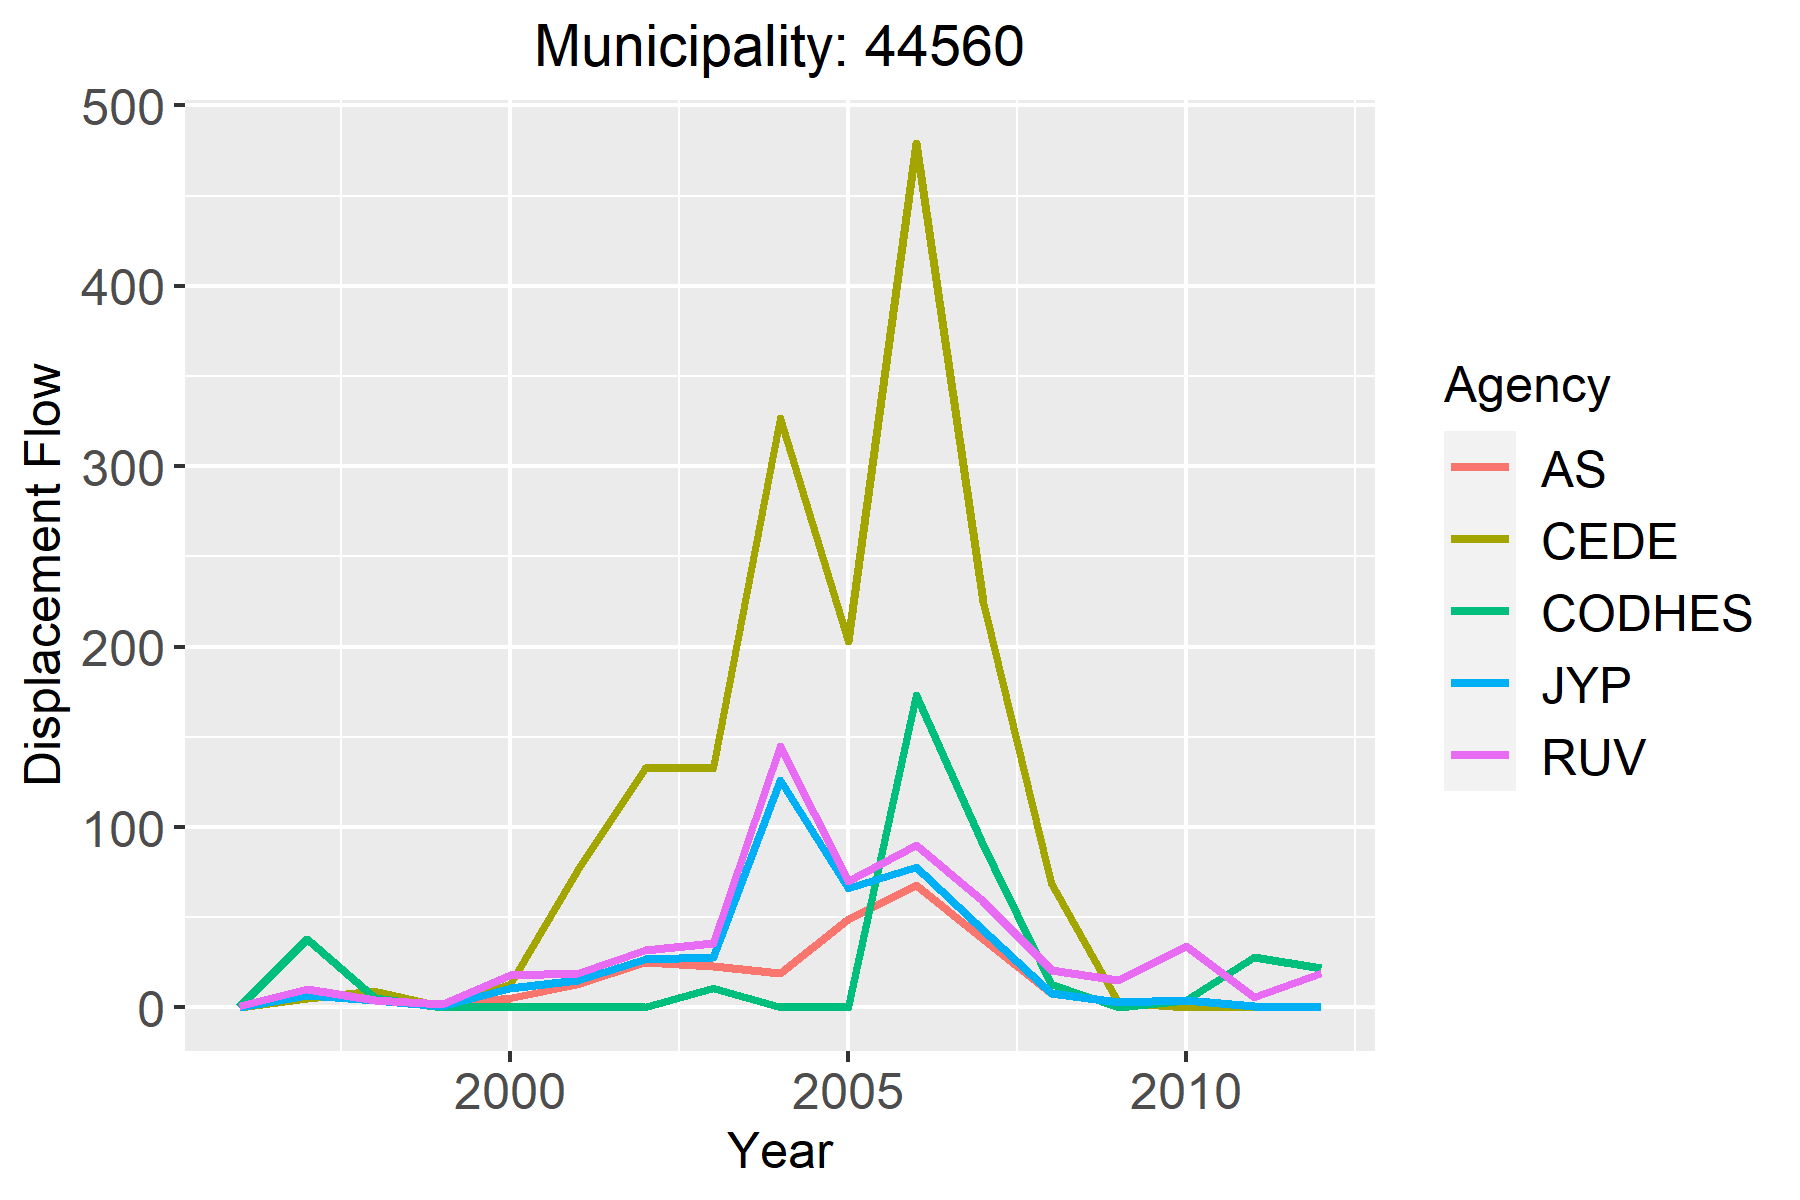 Municipality: 44560
500
400
300
200
100
0
Displacement Flow
2000 2005 2010
Year
Agency
AS
CEDE
CODHES
JYP
RUV